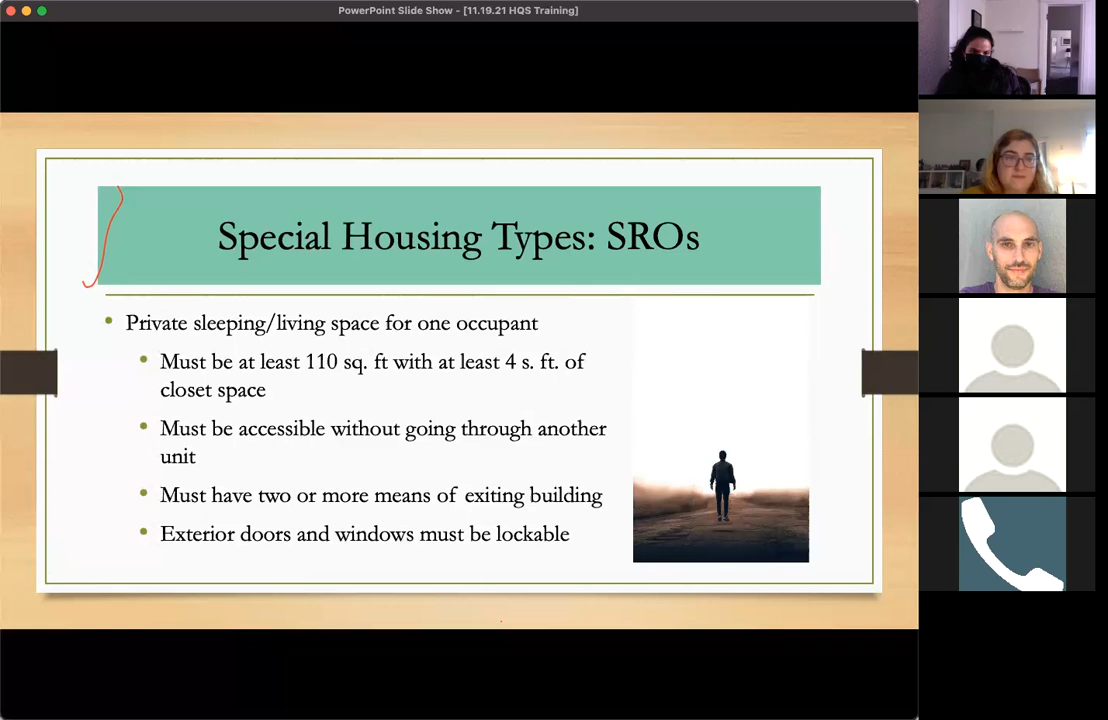 PowerPoint Slide Show - [11.19.21 HQS Training]
Special Housing Types: SROs
Private sleeping/living space for one occupant
Must be at least 110 sq. ft with at least 4 s. ft. of
closet space
Must be accessible without going through another
unit
Must have two or more means of exiting building
Exterior doors and windows must be lockable